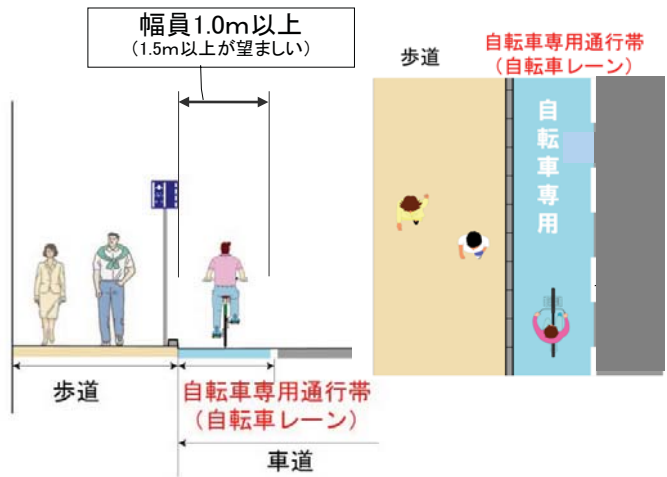 幅員1.0m以上
(1.5m以上が望ましい)
歩道
自転車専用通行帯
(自転車レーン)
車道
歩道
自転車専用通行帯
(自転車レーン)
自転車専用